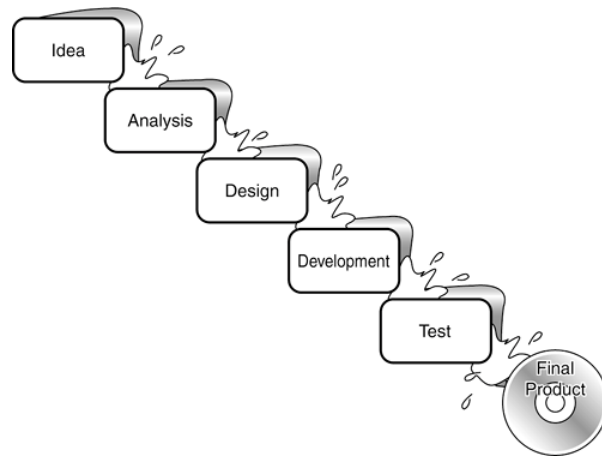 Idea
Analysis
Design
Development
Test
Final
Product